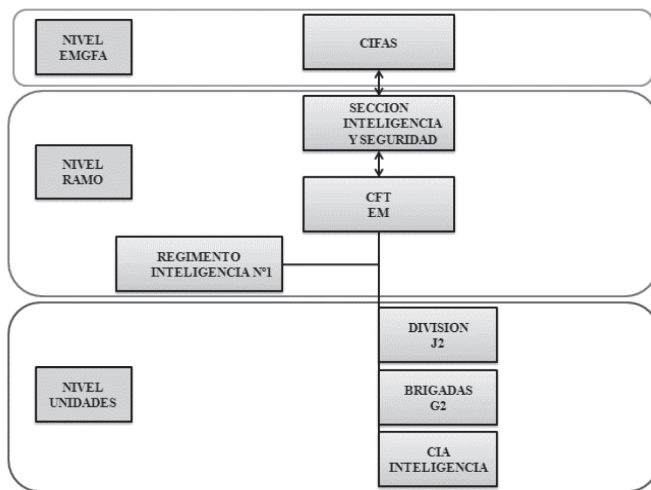 NIVEL
EMGFA
CIFAS
SECCION
INTELIGENCIA
Y SEGURIDAD
NIVEL
RAMO
CFT
EM
REGIMENTO
INTELIGENCIA Nº1
DIVISION
J2
NIVEL
UNIDADES
BRIGADAS
G2
CIA
INTELIGENCIA